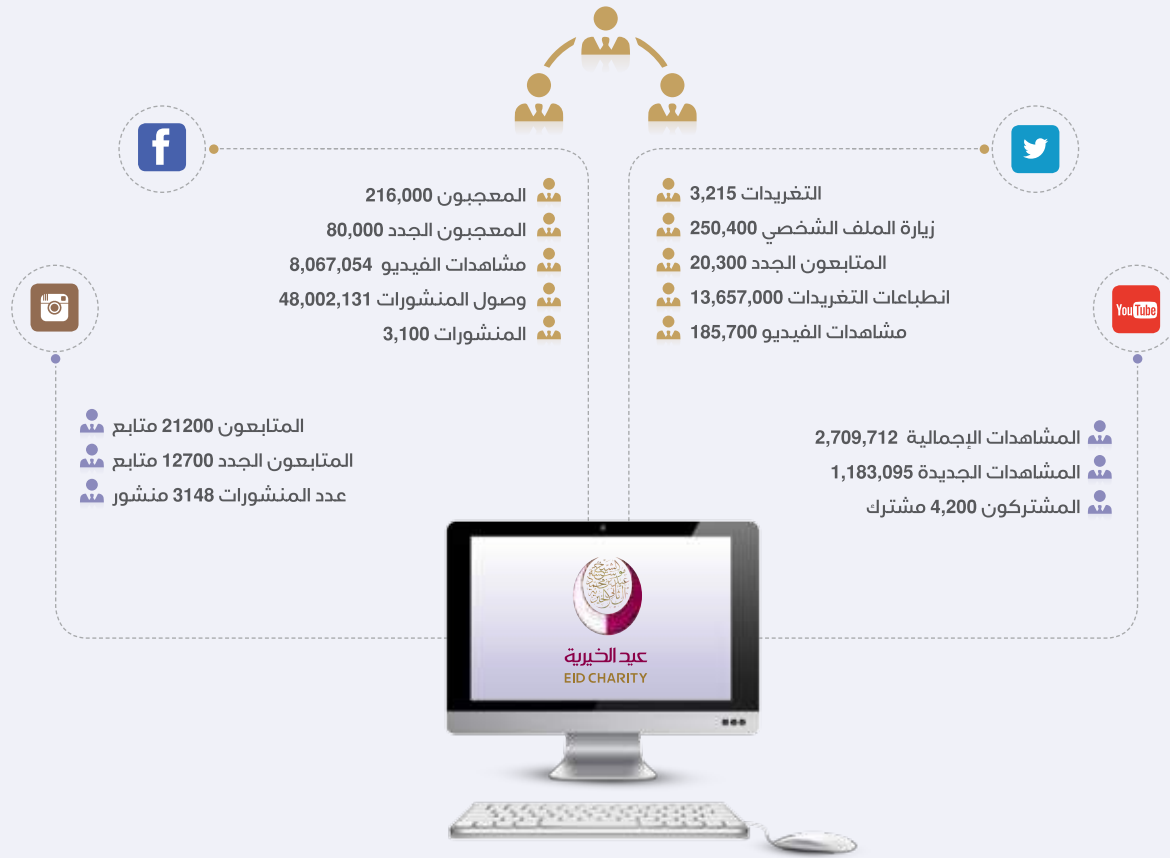 التغريدات 3,215
زيارة الملف الشخصي 250,400
المتابعون الجدد 20,300
انطباعات التغريدات 13,657,000
مشاهدات الفيديو 185,700
المعجبون 216,000
المعجبون الجدد 80,000
مشاهدات الفيديو 8,067,054
وصول المنشورات 48,002,131
المنشورات 3,100
You Tube
المشاهدات الإجمالية 2,709,712
المشاهدات الجديدة 1,183,095
المشتركون 4,200 مشترك
المتابعون 21200 متابع
المتابعون الجدد 12700 متابع
عدد المنشورات 3148 منشور
عيد الخيرية
EID CHARITY